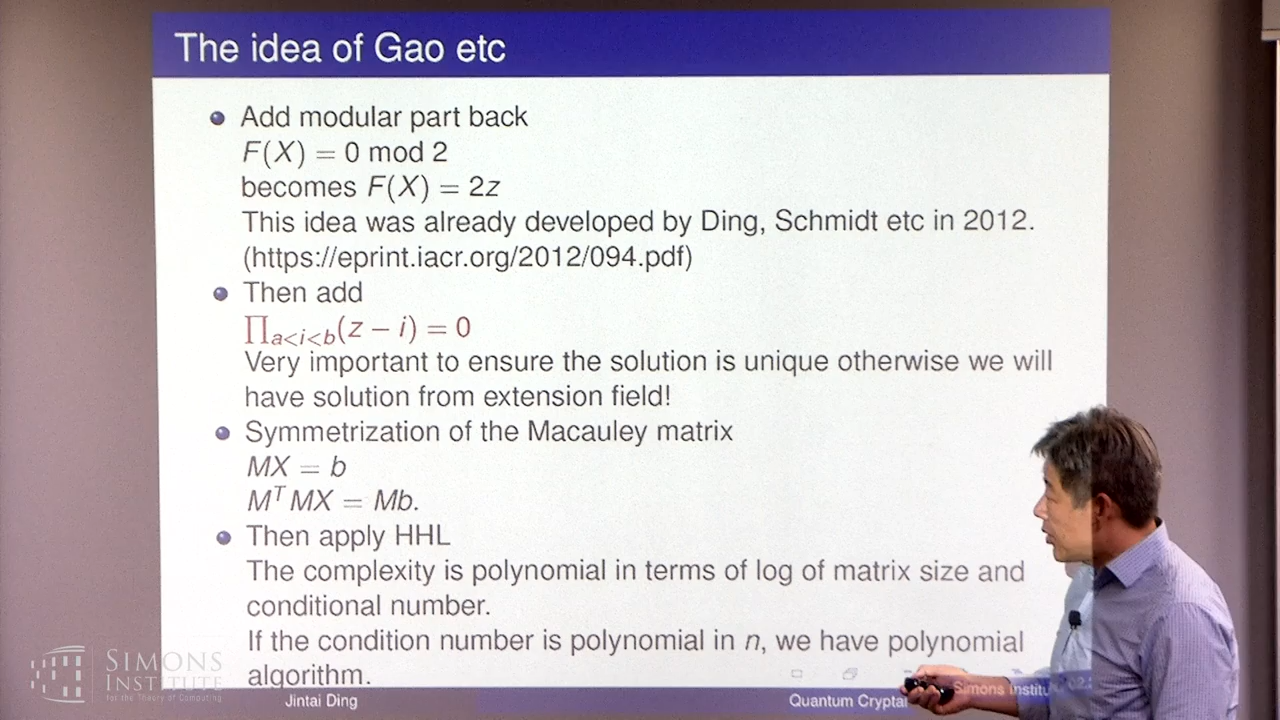 The idea of Gao etc
Add modular part back
F(X) = 0 mod 2
becomes F(X) = 2z
This idea was already developed by Ding, Schmidt etc in 2012.
(https://eprint.iacr.org/2012/094.pdf)
Then add
∏a<i<b(z − i) = 0
Very important to ensure the solution is unique otherwise we will
have solution from extension field!
Symmetrization of the Macauley matrix
MX = b
MᵀMX = Mb.
Then apply HHL
The complexity is polynomial in terms of log of matrix size and
conditional number.
If the condition number is polynomial in n, we have polynomial
algorithm.
SIMONS
INSTITUTE
for the Theory of Computing
Jintai Ding
Quantum Cryptal
Simons Institu